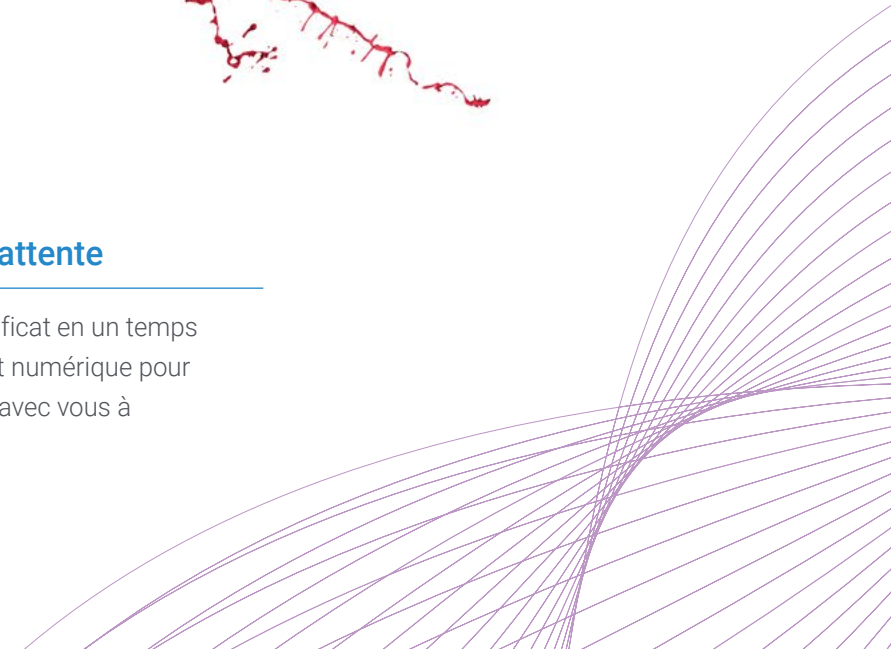 attente
ficat en un temps
t numérique pour
avec vous à